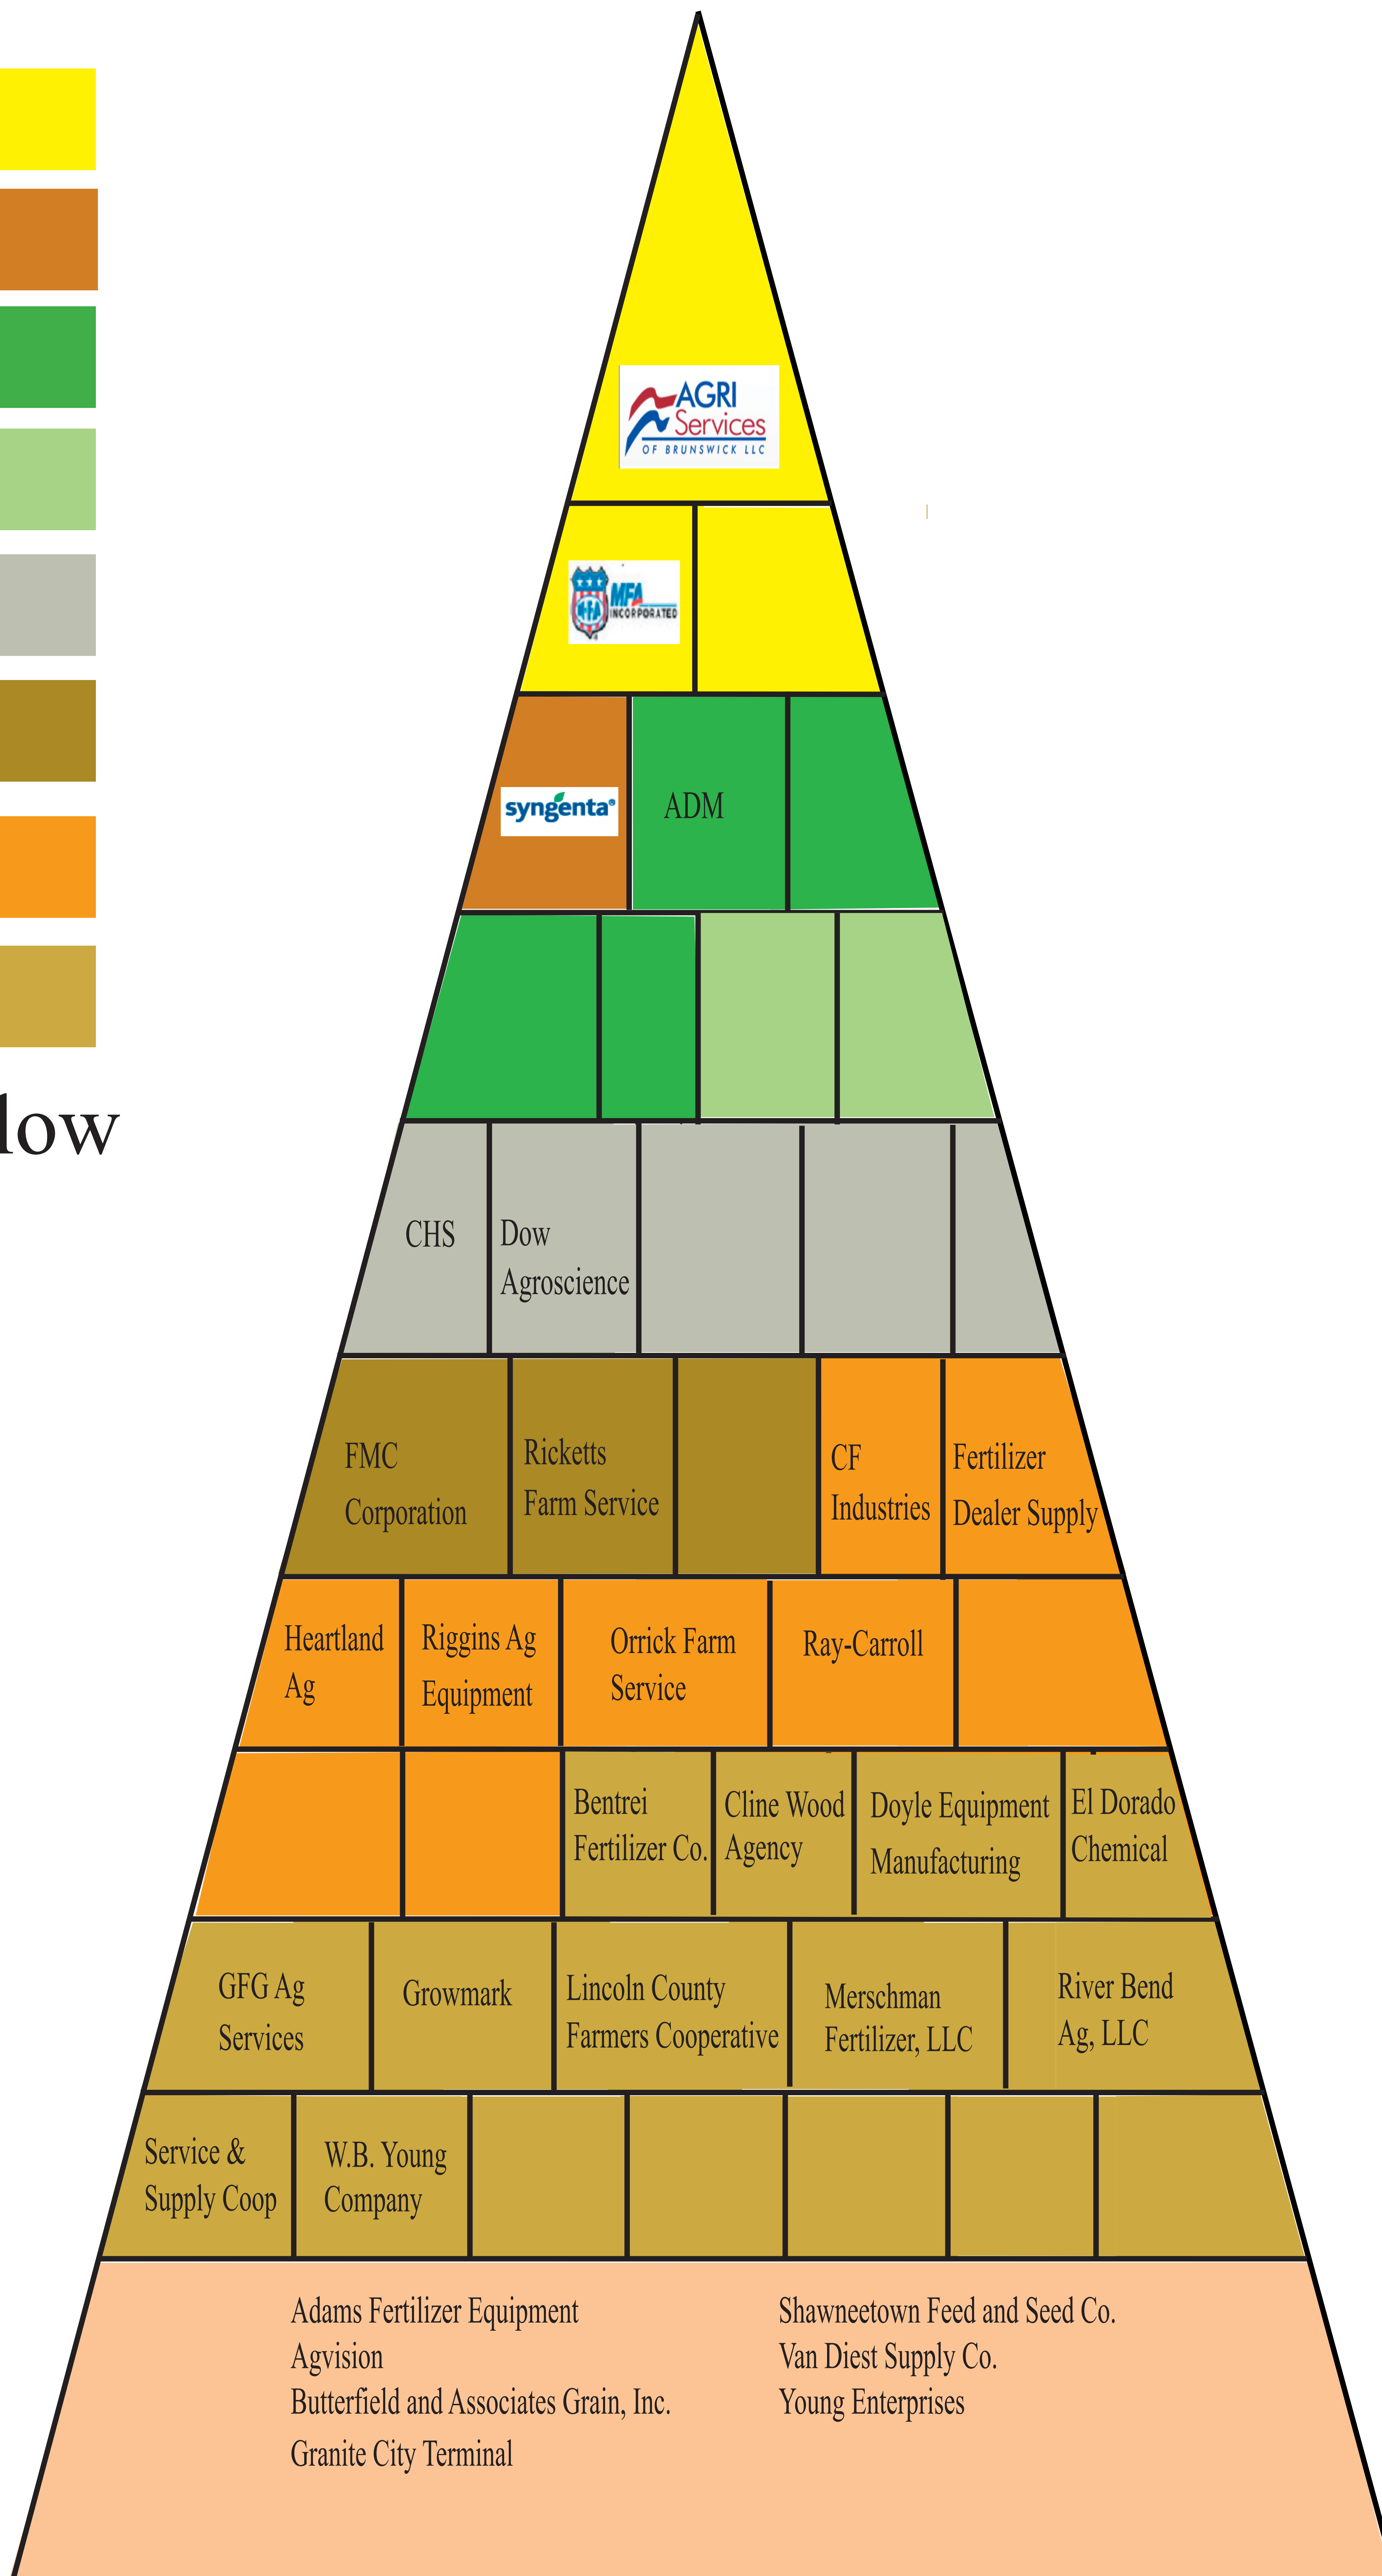 AGRI
Services
OF BRUNSWICK LLC
MFA
MFA
INCORPORATED
syngenta®
ADM
low
CHS
Dow
Agroscience
FMC
Corporation
Ricketts
Farm Service
CF
Industries
Fertilizer
Dealer Supply
Heartland
Ag
Riggins Ag
Equipment
Orrick Farm
Service
Ray-Carroll
Bentrei
Fertilizer Co.
Cline Wood
Agency
Doyle Equipment
Manufacturing
El Dorado
Chemical
GFG Ag
Services
Growmark
Lincoln County
Farmers Cooperative
Merschman
Fertilizer, LLC
River Bend
Ag, LLC
Service &
Supply Coop
W.B. Young
Company
Adams Fertilizer Equipment
Agvision
Butterfield and Associates Grain, Inc.
Granite City Terminal
Shawneetown Feed and Seed Co.
Van Diest Supply Co.
Young Enterprises